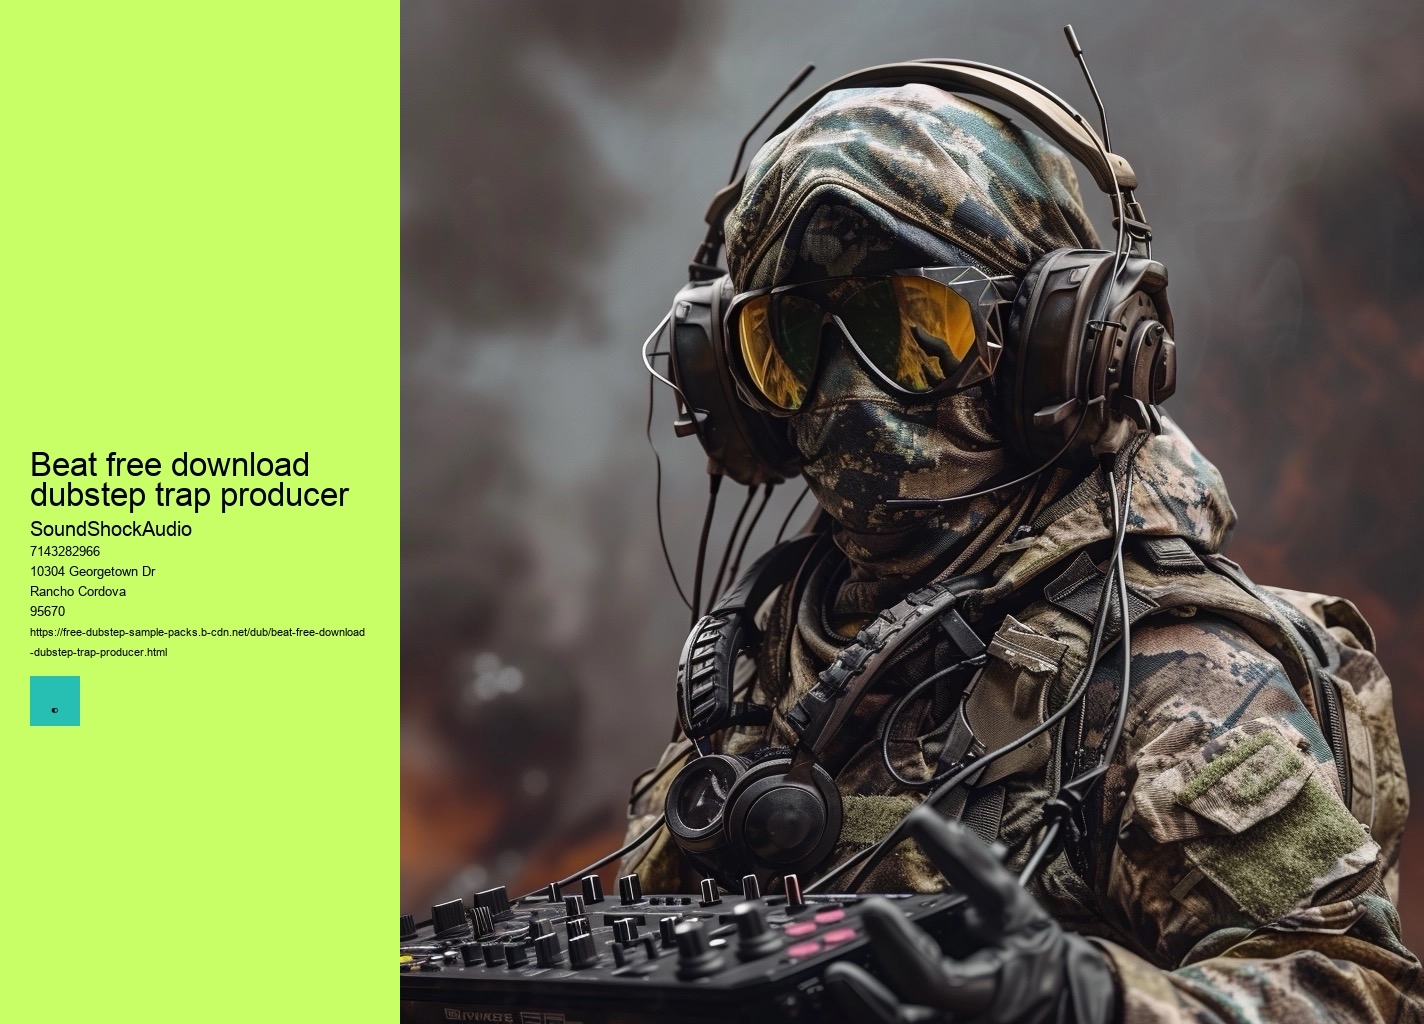 Beat free download
dubstep trap producer
SoundShockAudio
7143282966
10304 Georgetown Dr
Rancho Cordova
95670
https://free-dubstep-sample-packs.b-cdn.net/dub/beat-free-download
-dubstep-trap-producer.html